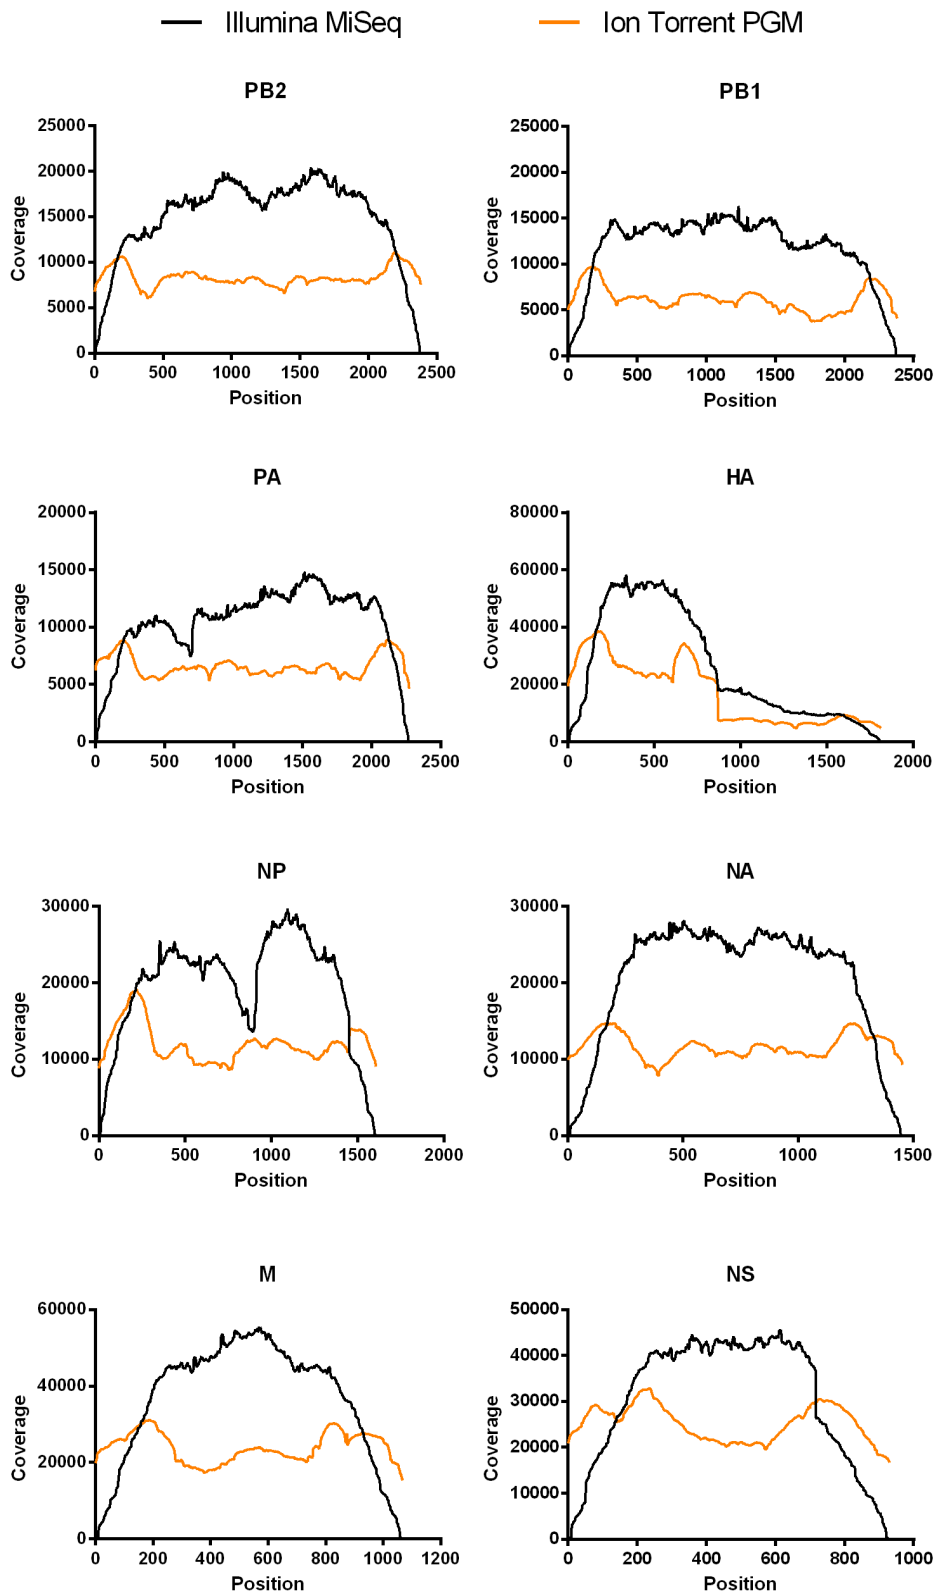 Illumina MiSeq
Ion Torrent PGM
PB2
25000
20000
15000
10000
5000
0
Coverage
0 500 1000 1500 2000 2500
Position
PB1
25000
20000
15000
10000
5000
0
Coverage
0 500 1000 1500 2000 2500
Position
PA
20000
15000
10000
5000
0
Coverage
0 500 1000 1500 2000 2500
Position
HA
80000
60000
40000
20000
0
Coverage
0 500 1000 1500 2000
Position
NP
30000
20000
10000
0
Coverage
0 500 1000 1500 2000
Position
NA
30000
20000
10000
0
Coverage
0 500 1000 1500
Position
M
60000
40000
20000
0
Coverage
0 200 400 600 800 1000 1200
Position
NS
50000
40000
30000
20000
10000
0
Coverage
0 200 400 600 800 1000
Position